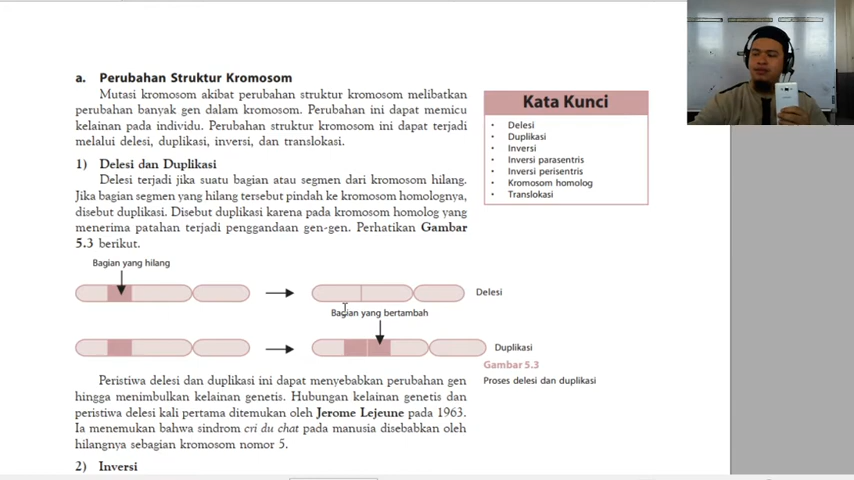 a. Perubahan Struktur Kromosom
Mutasi kromosom akibat perubahan struktur kromosom melibatkan
perubahan banyak gen dalam kromosom. Perubahan ini dapat memicu
kelainan pada individu. Perubahan struktur kromosom ini dapat terjadi
melalui delesi, duplikasi, inversi, dan translokasi.
1) Delesi dan Duplikasi
Delesi terjadi jika suatu bagian atau segmen dari kromosom hilang.
Jika bagian segmen yang hilang tersebut pindah ke kromosom homolognya,
disebut duplikasi. Disebut duplikasi karena pada kromosom homolog yang
menerima patahan terjadi penggandaan gen-gen. Perhatikan Gambar
5.3 berikut.
Kata Kunci
• Delesi
• Duplikasi
• Inversi
• Inversi parasentris
• Inversi perisentris
• Kromosom homolog
• Translokasi
Bagian yang hilang
Delesi
Bagian yang bertambah
Duplikasi
Gambar 5.3
Proses delesi dan duplikasi
Peristiwa delesi dan duplikasi ini dapat menyebabkan perubahan gen
hingga menimbulkan kelainan genetis. Hubungan kelainan genetis dan
peristiwa delesi kali pertama ditemukan oleh Jerome Lejeune pada 1963.
Ia menemukan bahwa sindrom cri du chat pada manusia disebabkan oleh
hilangnya sebagian kromosom nomor 5.
2) Inversi